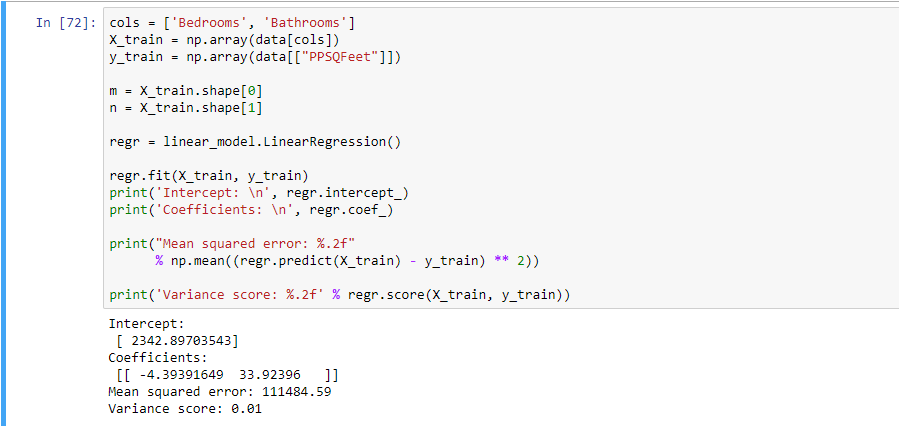 In [72]: cols = ['Bedrooms', 'Bathrooms']
X_train = np.array(data[cols])
y_train = np.array(data[["PPSQFeet"]])
m = X_train.shape[0]
n = X_train.shape[1]
regr = linear_model.LinearRegression()
regr.fit(X_train, y_train)
print('Intercept: \n', regr.intercept_)
print('Coefficients: \n', regr.coef_)
print("Mean squared error: %.2f"
% np.mean((regr.predict(X_train) - y_train) ** 2))
print('Variance score: %.2f' % regr.score(X_train, y_train))
Intercept:
[ 2342.89703543]
Coefficients:
[[ -4.39391649  33.92396   ]]
Mean squared error: 111484.59
Variance score: 0.01